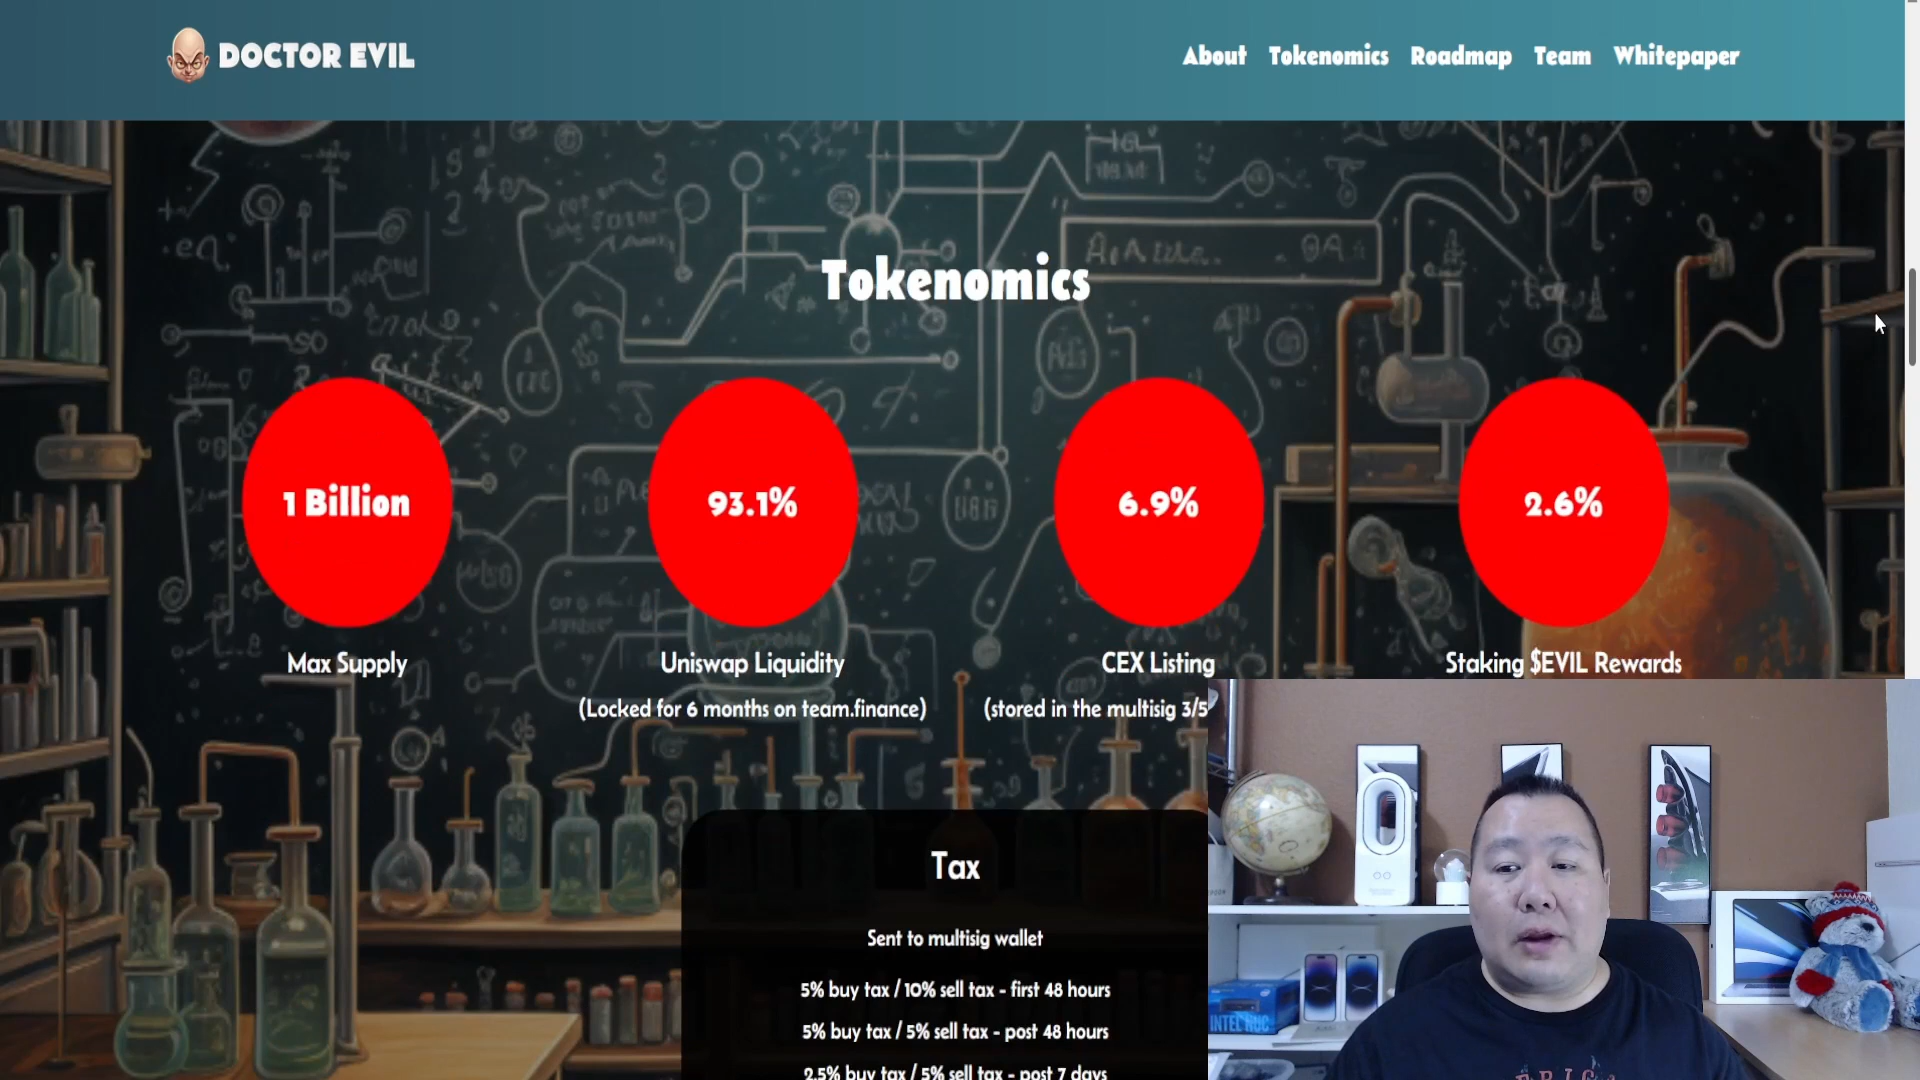 DOCTOR EVIL
About Tokenomics Roadmap Team Whitepaper
Tokenomics
1 Billion
93.1%
6.9%
2.6%
Max Supply
Uniswap Liquidity
(Locked for 6 months on team.finance)
CEX Listing
(stored in the multisig 3/5
Staking $EVIL Rewards
Tax
Sent to multisig wallet
5% buy tax / 10% sell tax - first 48 hours
5% buy tax / 5% sell tax - post 48 hours
2.5% buy tax / 5% sell tax - post 7 days
INTEL NUC